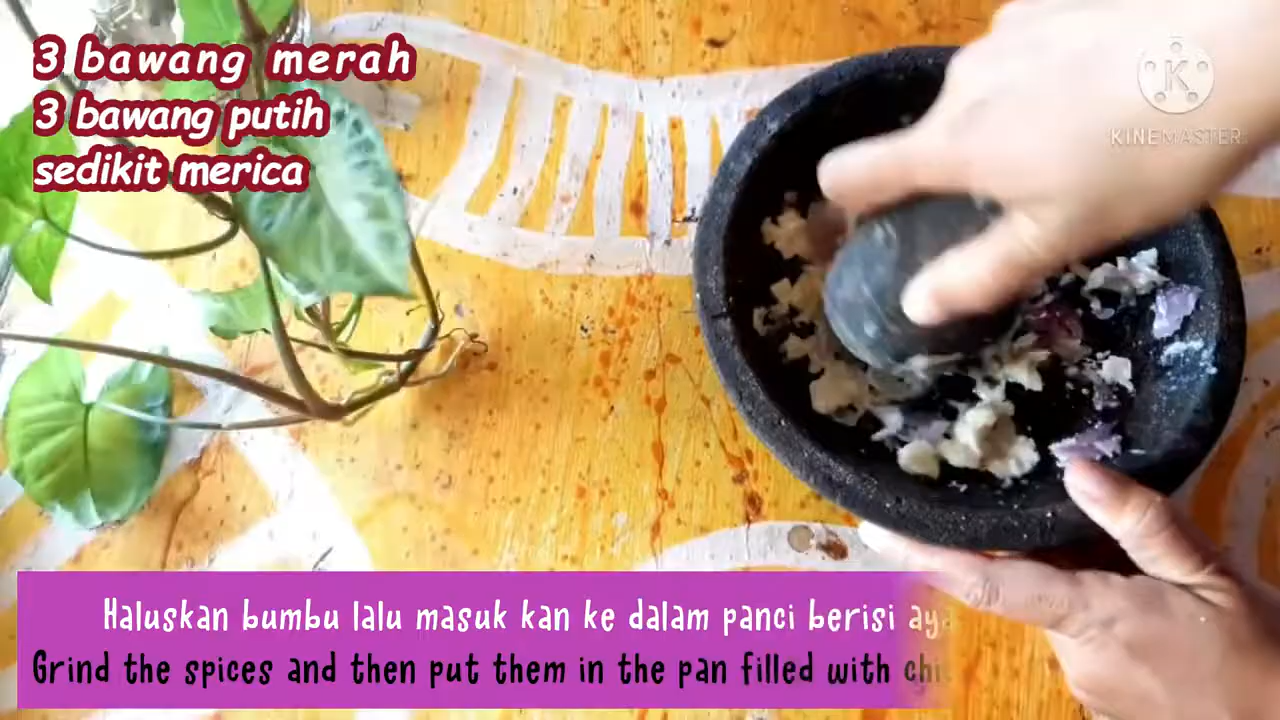 3 bawang merah
3 bawang putih
sedikit merica
KINEMASTER
Haluskan bumbu lalu masuk kan ke dalam panci berisi
Grind the spices and then put them in the pan filled with